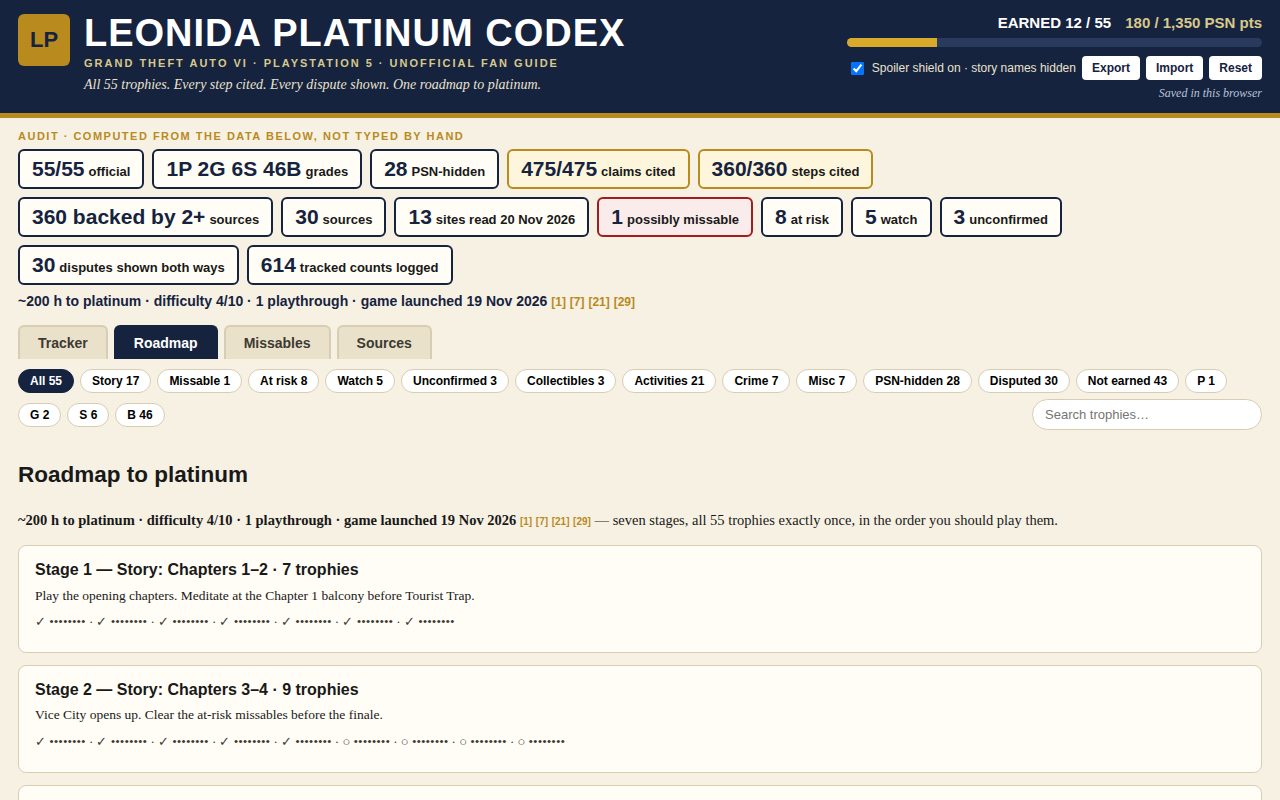 LP
LEONIDA PLATINUM CODEX
GRAND THEFT AUTO VI · PLAYSTATION 5 · UNOFFICIAL FAN GUIDE
All 55 trophies. Every step cited. Every dispute shown. One roadmap to platinum.
EARNED 12 / 55 180 / 1,350 PSN pts
Spoiler shield on · story names hidden Export Import Reset
Saved in this browser
AUDIT · COMPUTED FROM THE DATA BELOW, NOT TYPED BY HAND
55/55 official 1P 2G 6S 46B grades 28 PSN-hidden 475/475 claims cited 360/360 steps cited
360 backed by 2+ sources 30 sources 13 sites read 20 Nov 2026 1 possibly missable 8 at risk 5 watch 3 unconfirmed
30 disputes shown both ways 614 tracked counts logged
~200 h to platinum · difficulty 4/10 · 1 playthrough · game launched 19 Nov 2026 [1] [7] [21] [29]
Tracker Roadmap Missables Sources
All 55 Story 17 Missable 1 At risk 8 Watch 5 Unconfirmed 3 Collectibles 3 Activities 21 Crime 7 Misc 7 PSN-hidden 28 Disputed 30 Not earned 43 P 1
G 2 S 6 B 46 Search trophies…
Roadmap to platinum
~200 h to platinum · difficulty 4/10 · 1 playthrough · game launched 19 Nov 2026 [1] [7] [21] [29] — seven stages, all 55 trophies exactly once, in the order you should play them.
Stage 1 — Story: Chapters 1–2 · 7 trophies
Play the opening chapters. Meditate at the Chapter 1 balcony before Tourist Trap.
✓ •••••••• · ✓ •••••••• · ✓ •••••••• · ✓ •••••••• · ✓ •••••••• · ✓ •••••••• · ✓ ••••••••
Stage 2 — Story: Chapters 3–4 · 9 trophies
Vice City opens up. Clear the at-risk missables before the finale.
✓ •••••••• · ✓ •••••••• · ✓ •••••••• · ✓ •••••••• · ✓ •••••••• · ○ •••••••• · ○ •••••••• · ○ •••••••• · ○ ••••••••